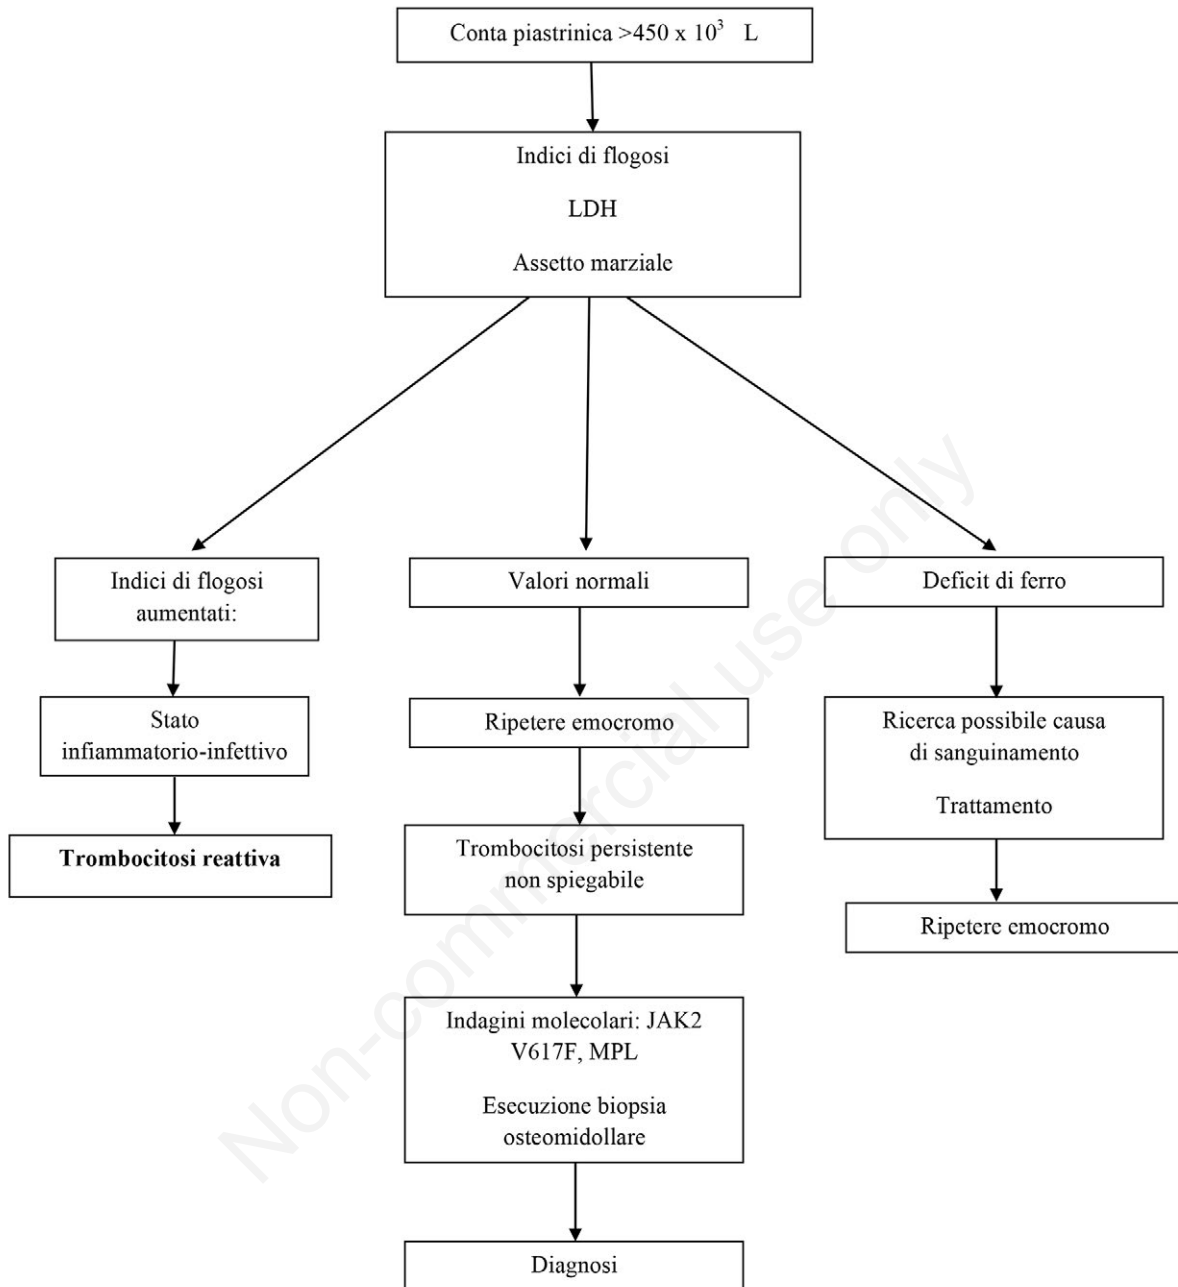 Conta piastrinica >450 x 10³ L
Indici di flogosi
LDH
Assetto marziale
Indici di flogosi
aumentati:
Stato
infiammatorio-infettivo
Trombocitosi reattiva
Valori normali
Ripetere emocromo
Trombocitosi persistente
non spiegabile
Indagini molecolari: JAK2
V617F, MPL
Esecuzione biopsia
osteomidollare
Diagnosi
Deficit di ferro
Ricerca possibile causa
di sanguinamento
Trattamento
Ripetere emocromo
Non-commercial use only